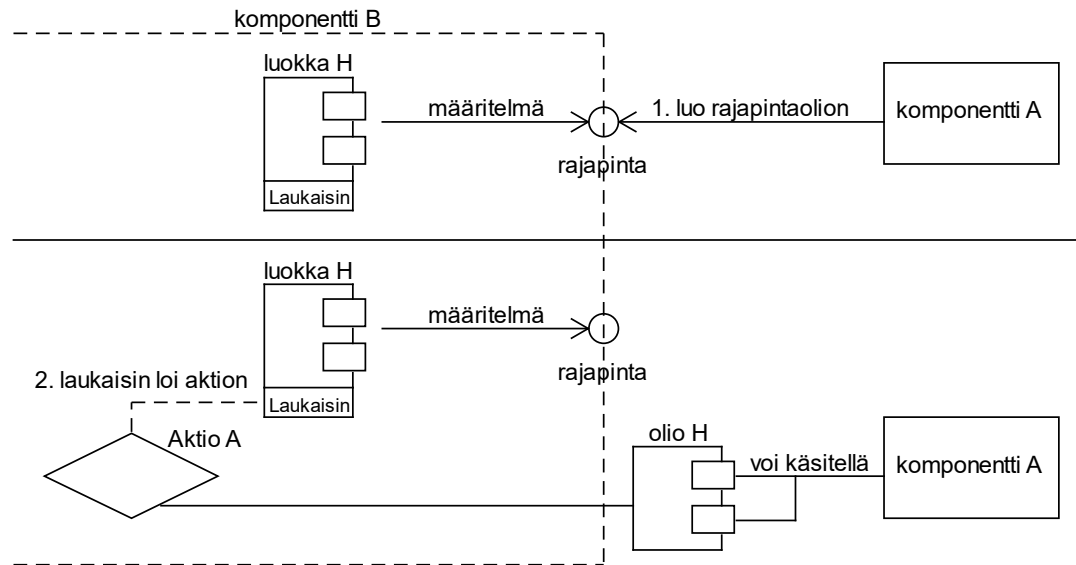 komponentti B
luokka H
määritelmä
1. luo rajapintaolion
komponentti A
rajapinta
Laukaisin
luokka H
määritelmä
rajapinta
2. laukaisin loi aktion
Laukaisin
Aktio A
olio H
voi käsitellä
komponentti A